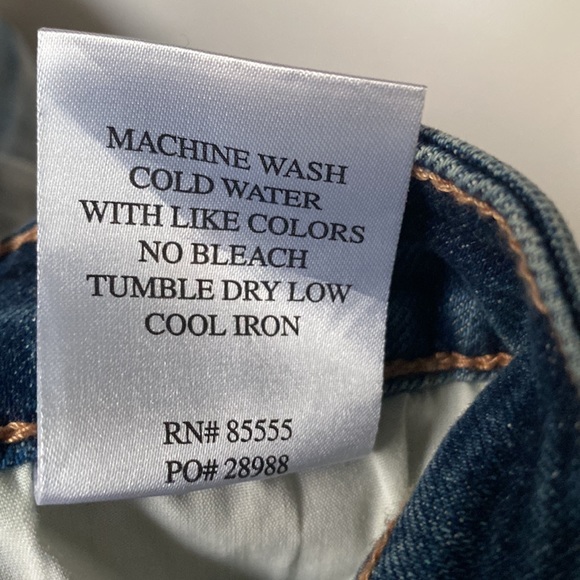 MACHINE WASH
COLD WATER
WITH LIKE COLORS
NO BLEACH
TUMBLE DRY LOW
COOL IRON
RN# 85555
PO# 28988